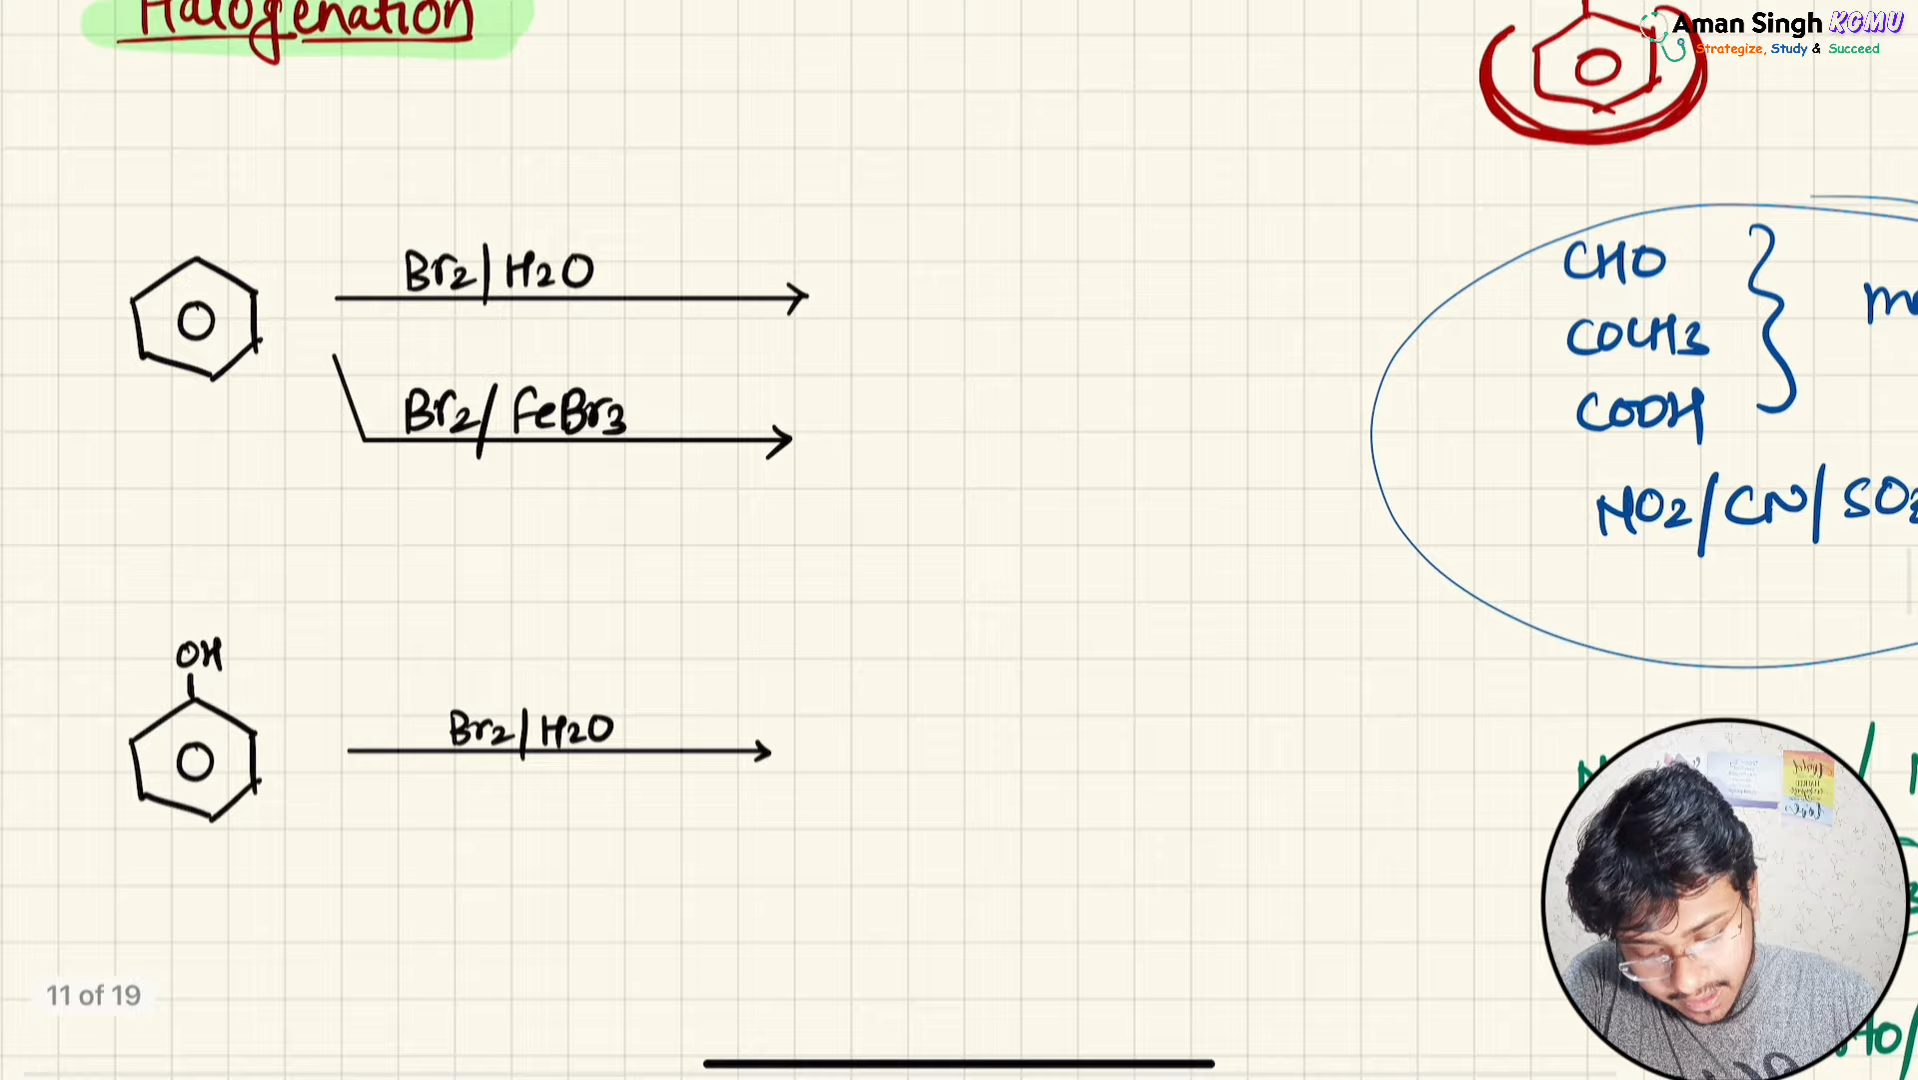 Halogenation
Aman Singh KGMU
Strategize, Study & Succeed
Br2/H2O
CHO
COCH3
Br2/FeBr3
COOH
NO2/CN/SO2
OH
Br2/H2O
11 of 19